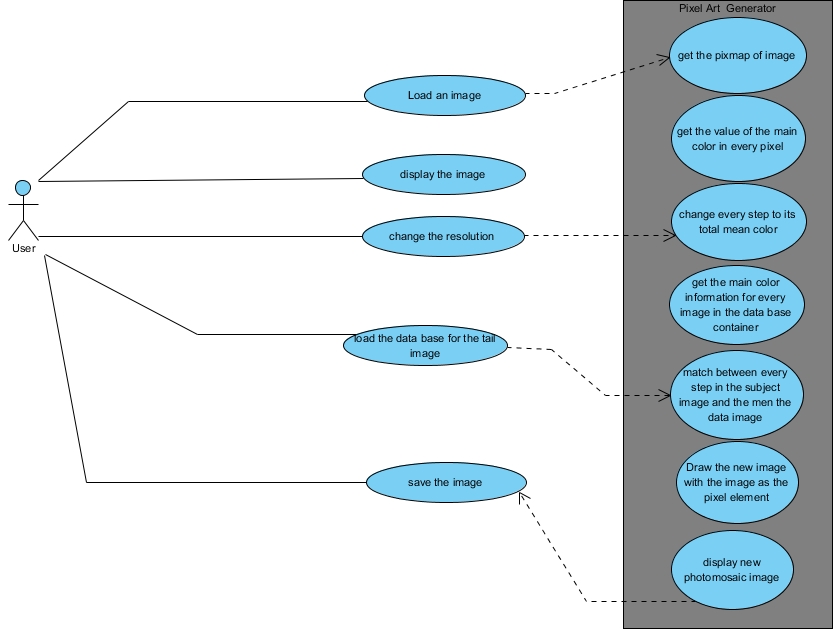 Pixel Art Generator
get the pixmap of image
Load an image
get the value of the main
color in every pixel
display the image
change every step to its
total mean color
User
change the resolution
get the main color
information for every
image in the data base
container
load the data base for the tail
image
match between every
step in the subject
image and the men the
data image
save the image
Draw the new image
with the image as the
pixel element
display new
photomosaic image